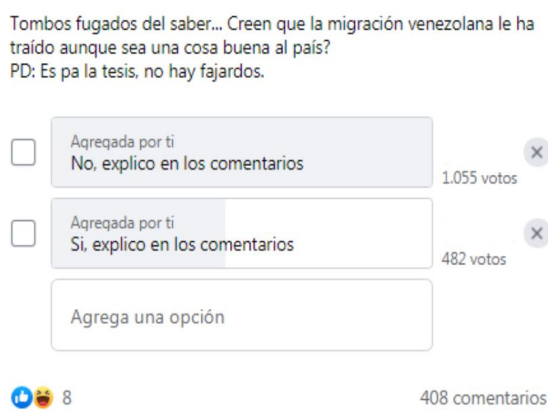 Tombos fugados del saber... Creen que la migración venezolana le ha
traído aunque sea una cosa buena al país?
PD: Es pa la tesis, no hay fajardos.
Agregada por ti
No, explico en los comentarios
1.055 votos
Agregada por ti
Si, explico en los comentarios
482 votos
Agrega una opción
8
408 comentarios